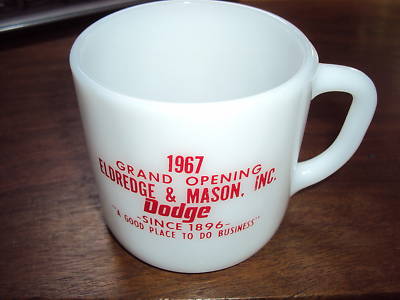 1967
GRAND OPENING
ELDREDGE & MASON, INC.
Dodge
-SINCE 1896-
"A GOOD PLACE TO DO BUSINESS"